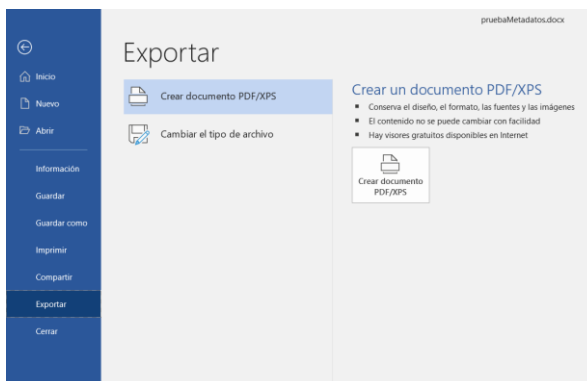 pruebaMetadatos.docx
Inicio
Nuevo
Abrir
Información
Guardar
Guardar como
Imprimir
Compartir
Exportar
Cerrar
Exportar
Crear documento PDF/XPS
Cambiar el tipo de archivo
Crear un documento PDF/XPS
Conserva el diseño, el formato, las fuentes y las imágenes
El contenido no se puede cambiar con facilidad
Hay visores gratuitos disponibles en Internet
Crear documento
PDF/XPS